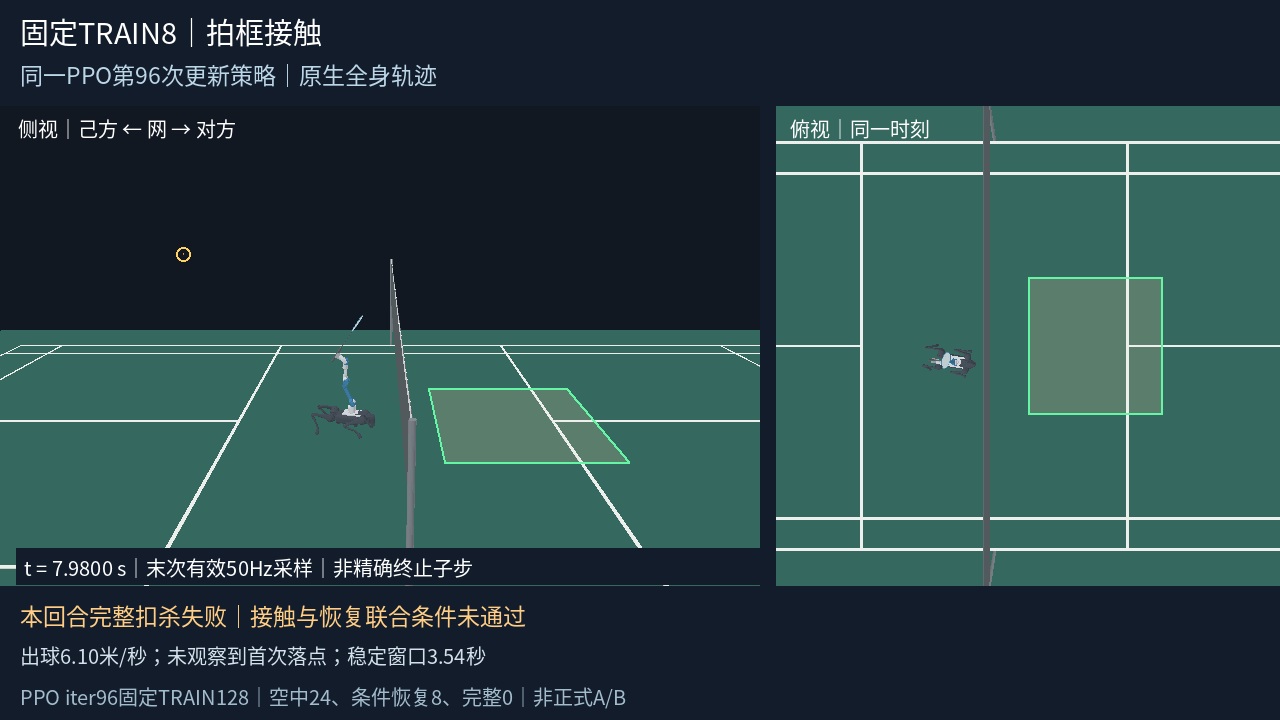 固定TRAIN8｜拍框接触
同一PPO第96次更新策略｜原生全身轨迹
侧视｜己方 ← 网 → 对方
俯视｜同一时刻
t = 7.9800 s｜末次有效50Hz采样｜非精确终止子步
本回合完整扣杀失败｜接触与恢复联合条件未通过
出球6.10米/秒；未观察到首次落点；稳定窗口3.54秒
PPO iter96固定TRAIN128｜空中24、条件恢复8、完整0｜非正式A/B